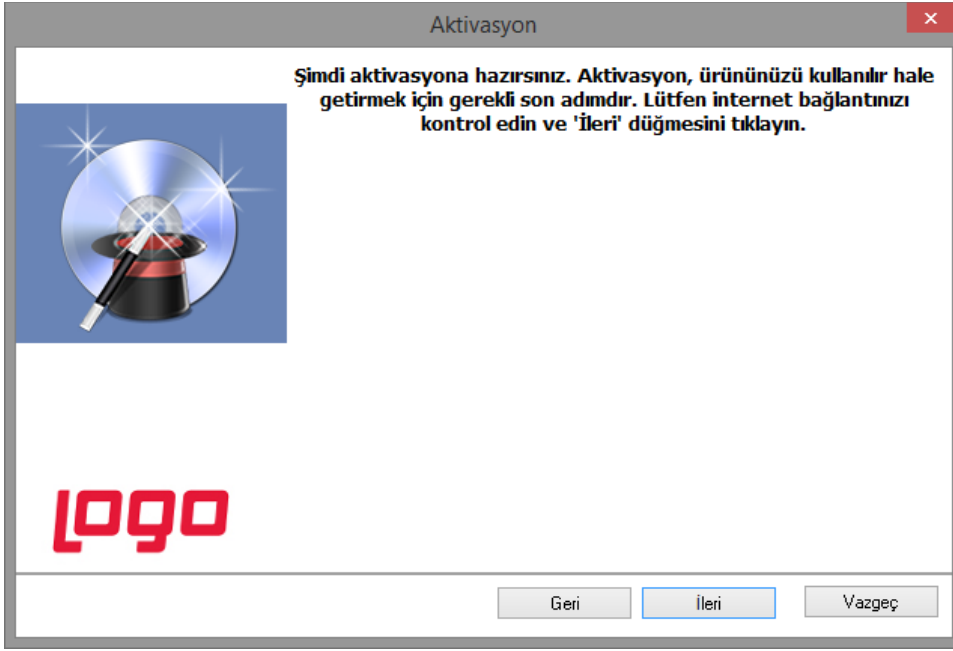 Aktivasyon
Şimdi aktivasyona hazırsınız. Aktivasyon, ürününüzü kullanılır hale
getirmek için gerekli son adımdır. Lütfen internet bağlantınızı
kontrol edin ve 'İleri' düğmesini tıklayın.
LOGO
Geri
İleri
Vazgeç